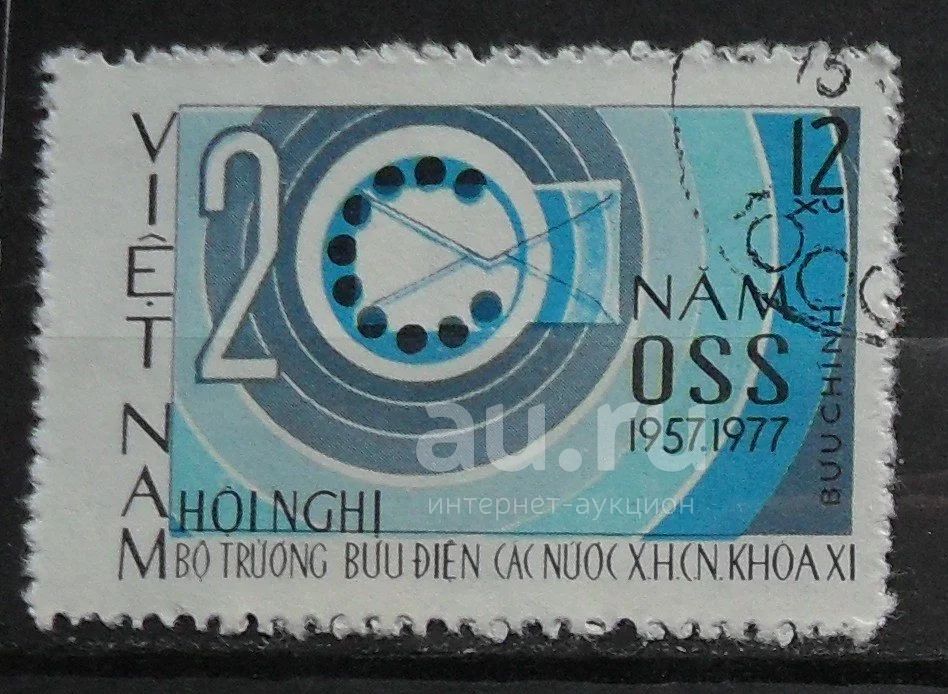 VIỆT NAM
20
12
XU
NĂM
OSS
1957.1977
BƯU CHÍNH
HỘI NGHỊ
BỘ TRƯỞNG BƯU ĐIỆN CÁC NƯỚC X.H.C.N. KHÓA XI
au.ru
интернет-аукцион